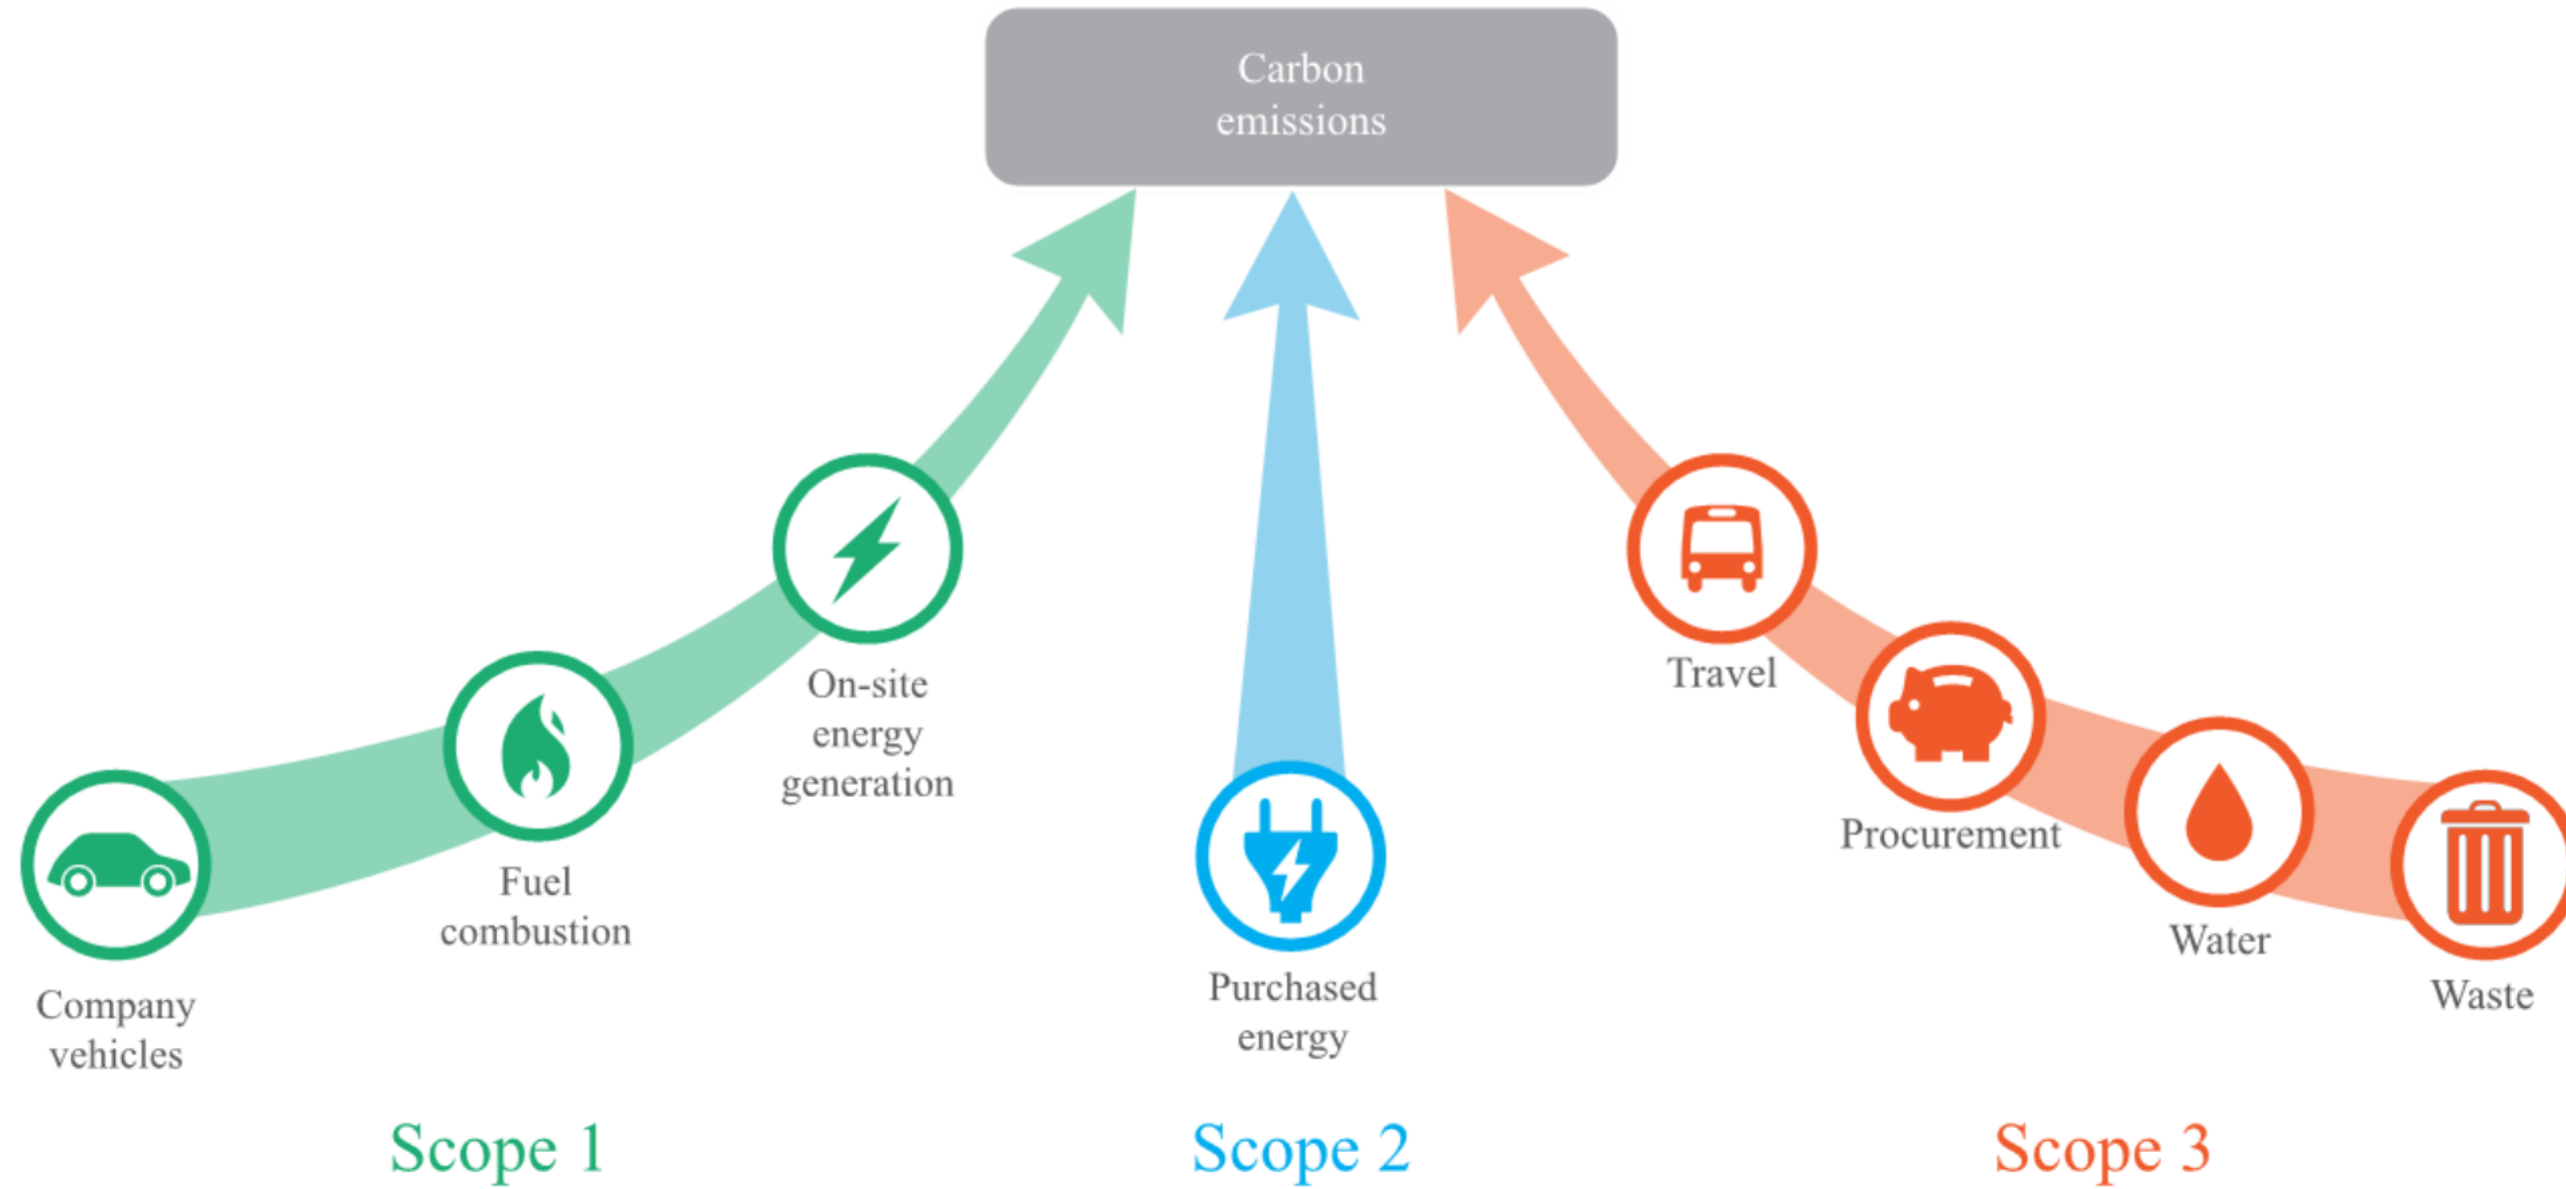 Carbon
emissions
On-site
energy
generation
Travel
Fuel
combustion
Procurement
Water
Company
vehicles
Purchased
energy
Waste
Scope 1
Scope 2
Scope 3